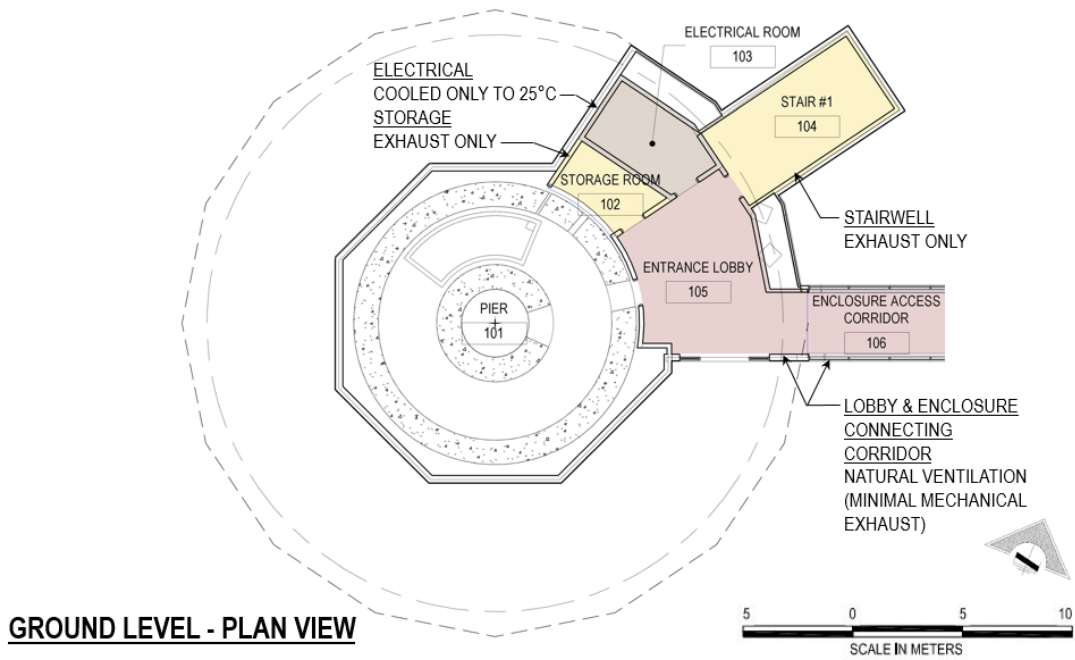 ELECTRICAL ROOM
103
ELECTRICAL
COOLED ONLY TO 25°C
STORAGE
EXHAUST ONLY
STAIR #1
104
STORAGE ROOM
102
STAIRWELL
EXHAUST ONLY
ENTRANCE LOBBY
105
PIER
101
ENCLOSURE ACCESS
CORRIDOR
106
LOBBY & ENCLOSURE
CONNECTING
CORRIDOR
NATURAL VENTILATION
(MINIMAL MECHANICAL
EXHAUST)
GROUND LEVEL - PLAN VIEW
5 0 5 10
SCALE IN METERS